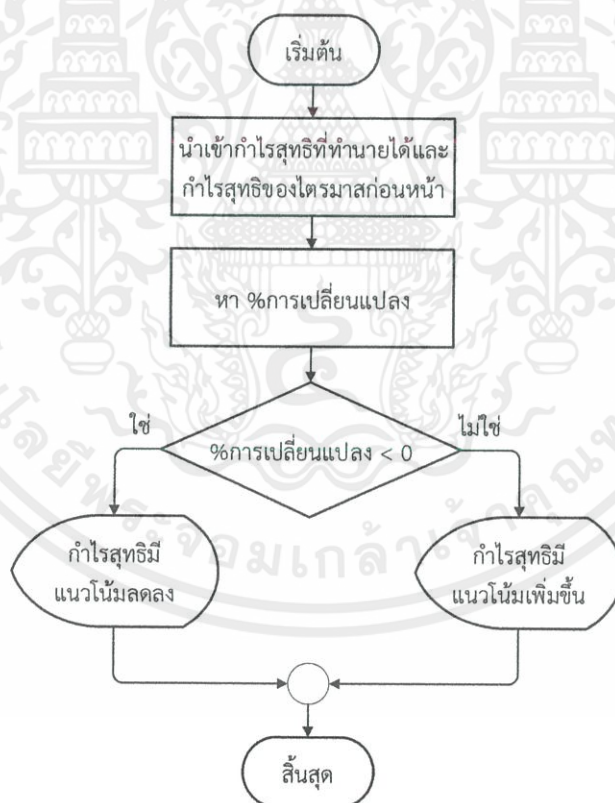 เริ่มต้น
นำเข้ากำไรสุทธิที่ทำนายได้และ
กำไรสุทธิของไตรมาสก่อนหน้า
หา %การเปลี่ยนแปลง
ใช่
%การเปลี่ยนแปลง < 0
ไม่ใช่
กำไรสุทธิมี
แนวโน้มลดลง
กำไรสุทธิมี
แนวโน้มเพิ่มขึ้น
สิ้นสุด